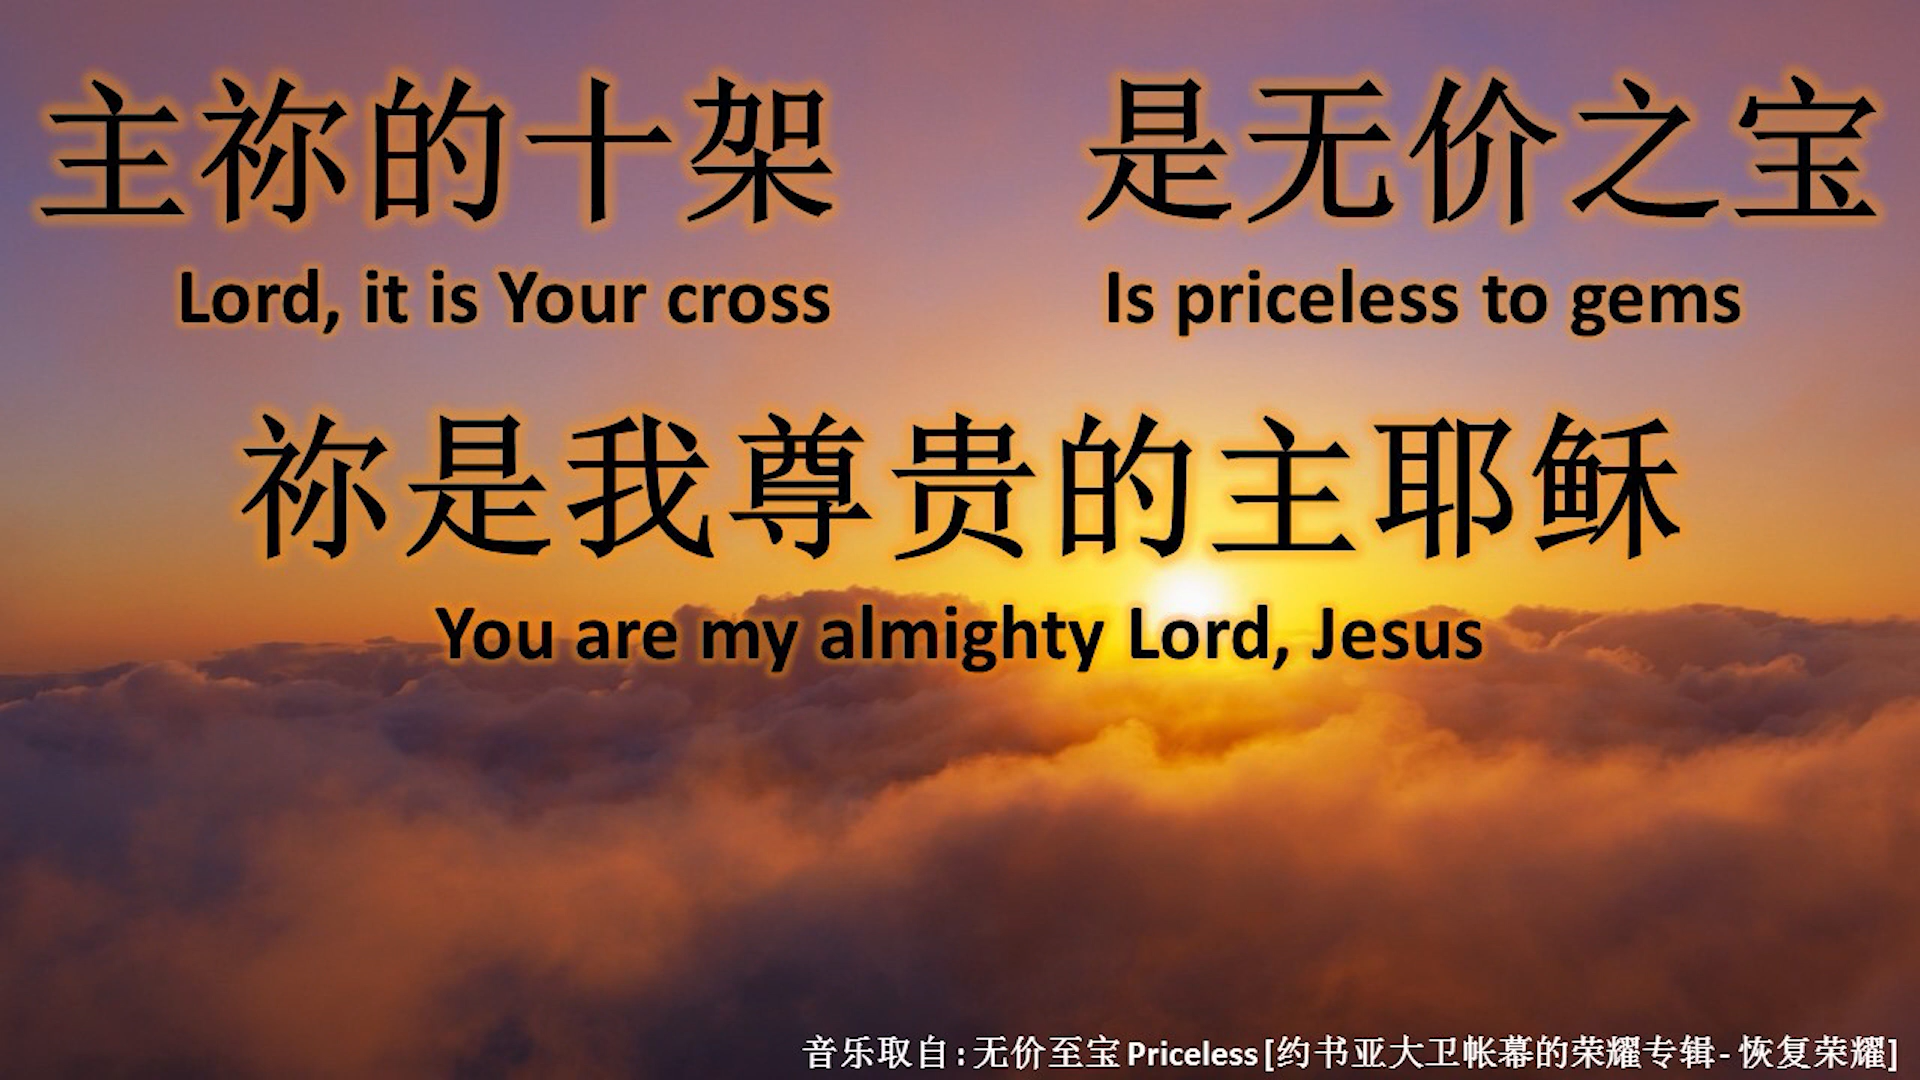 主祢的十架 是无价之宝
Lord, it is Your cross Is priceless to gems
祢是我尊贵的主耶稣
You are my almighty Lord, Jesus
音乐取自 : 无价至宝 Priceless [约书亚大卫帐幕的荣耀专辑 - 恢复荣耀]